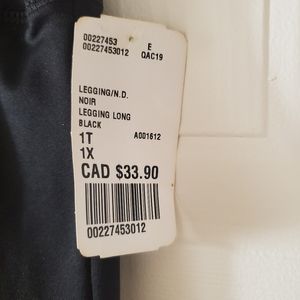 00227453 E
00227453012 QAC19
LEGGING/N.D.
NOIR
LEGGING LONG
BLACK
1T A001612
1X
CAD $33.90
00227453012